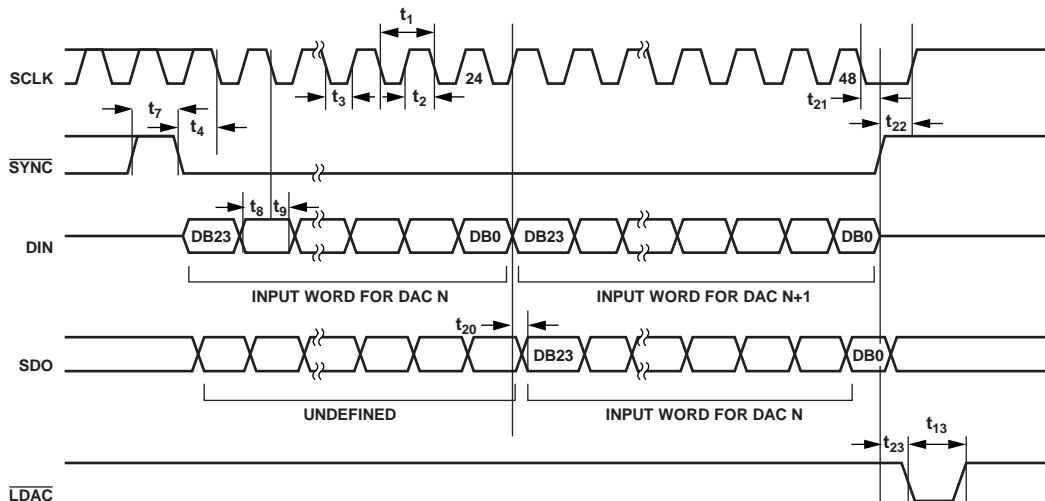 t1
SCLK
24
48
t3
t2
t21
t7
t4
t22
SYNC
t8
t9
DIN
DB23
DB0
DB23
DB0
INPUT WORD FOR DAC N
INPUT WORD FOR DAC N+1
t20
SDO
DB23
DB0
UNDEFINED
INPUT WORD FOR DAC N
t23
t13
LDAC